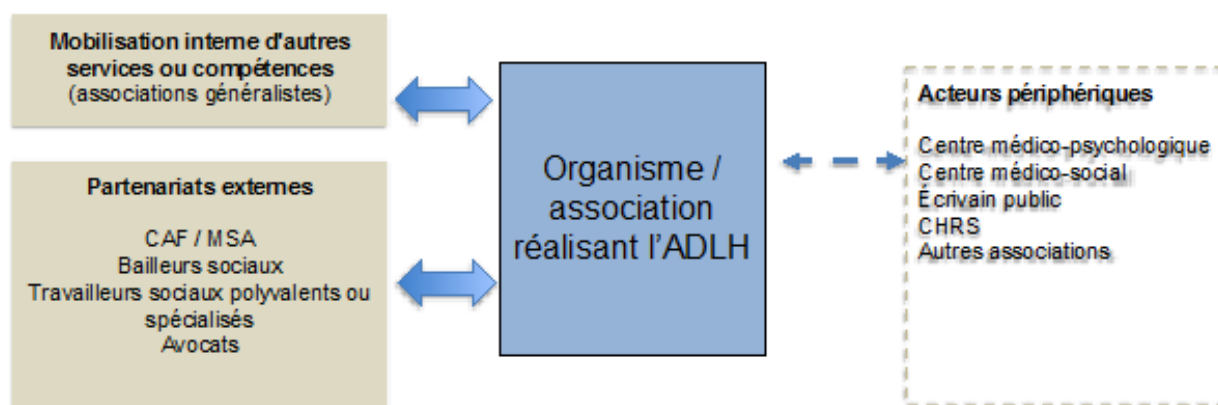 Mobilisation interne d'autres
services ou compétences
(associations généralistes)
Partenariats externes
CAF / MSA
Bailleurs sociaux
Travailleurs sociaux polyvalents ou
spécialisés
Avocats
Organisme /
association
réalisant l’ADLH
Acteurs périphériques
Centre médico-psychologique
Centre médico-social
Écrivain public
CHRS
Autres associations